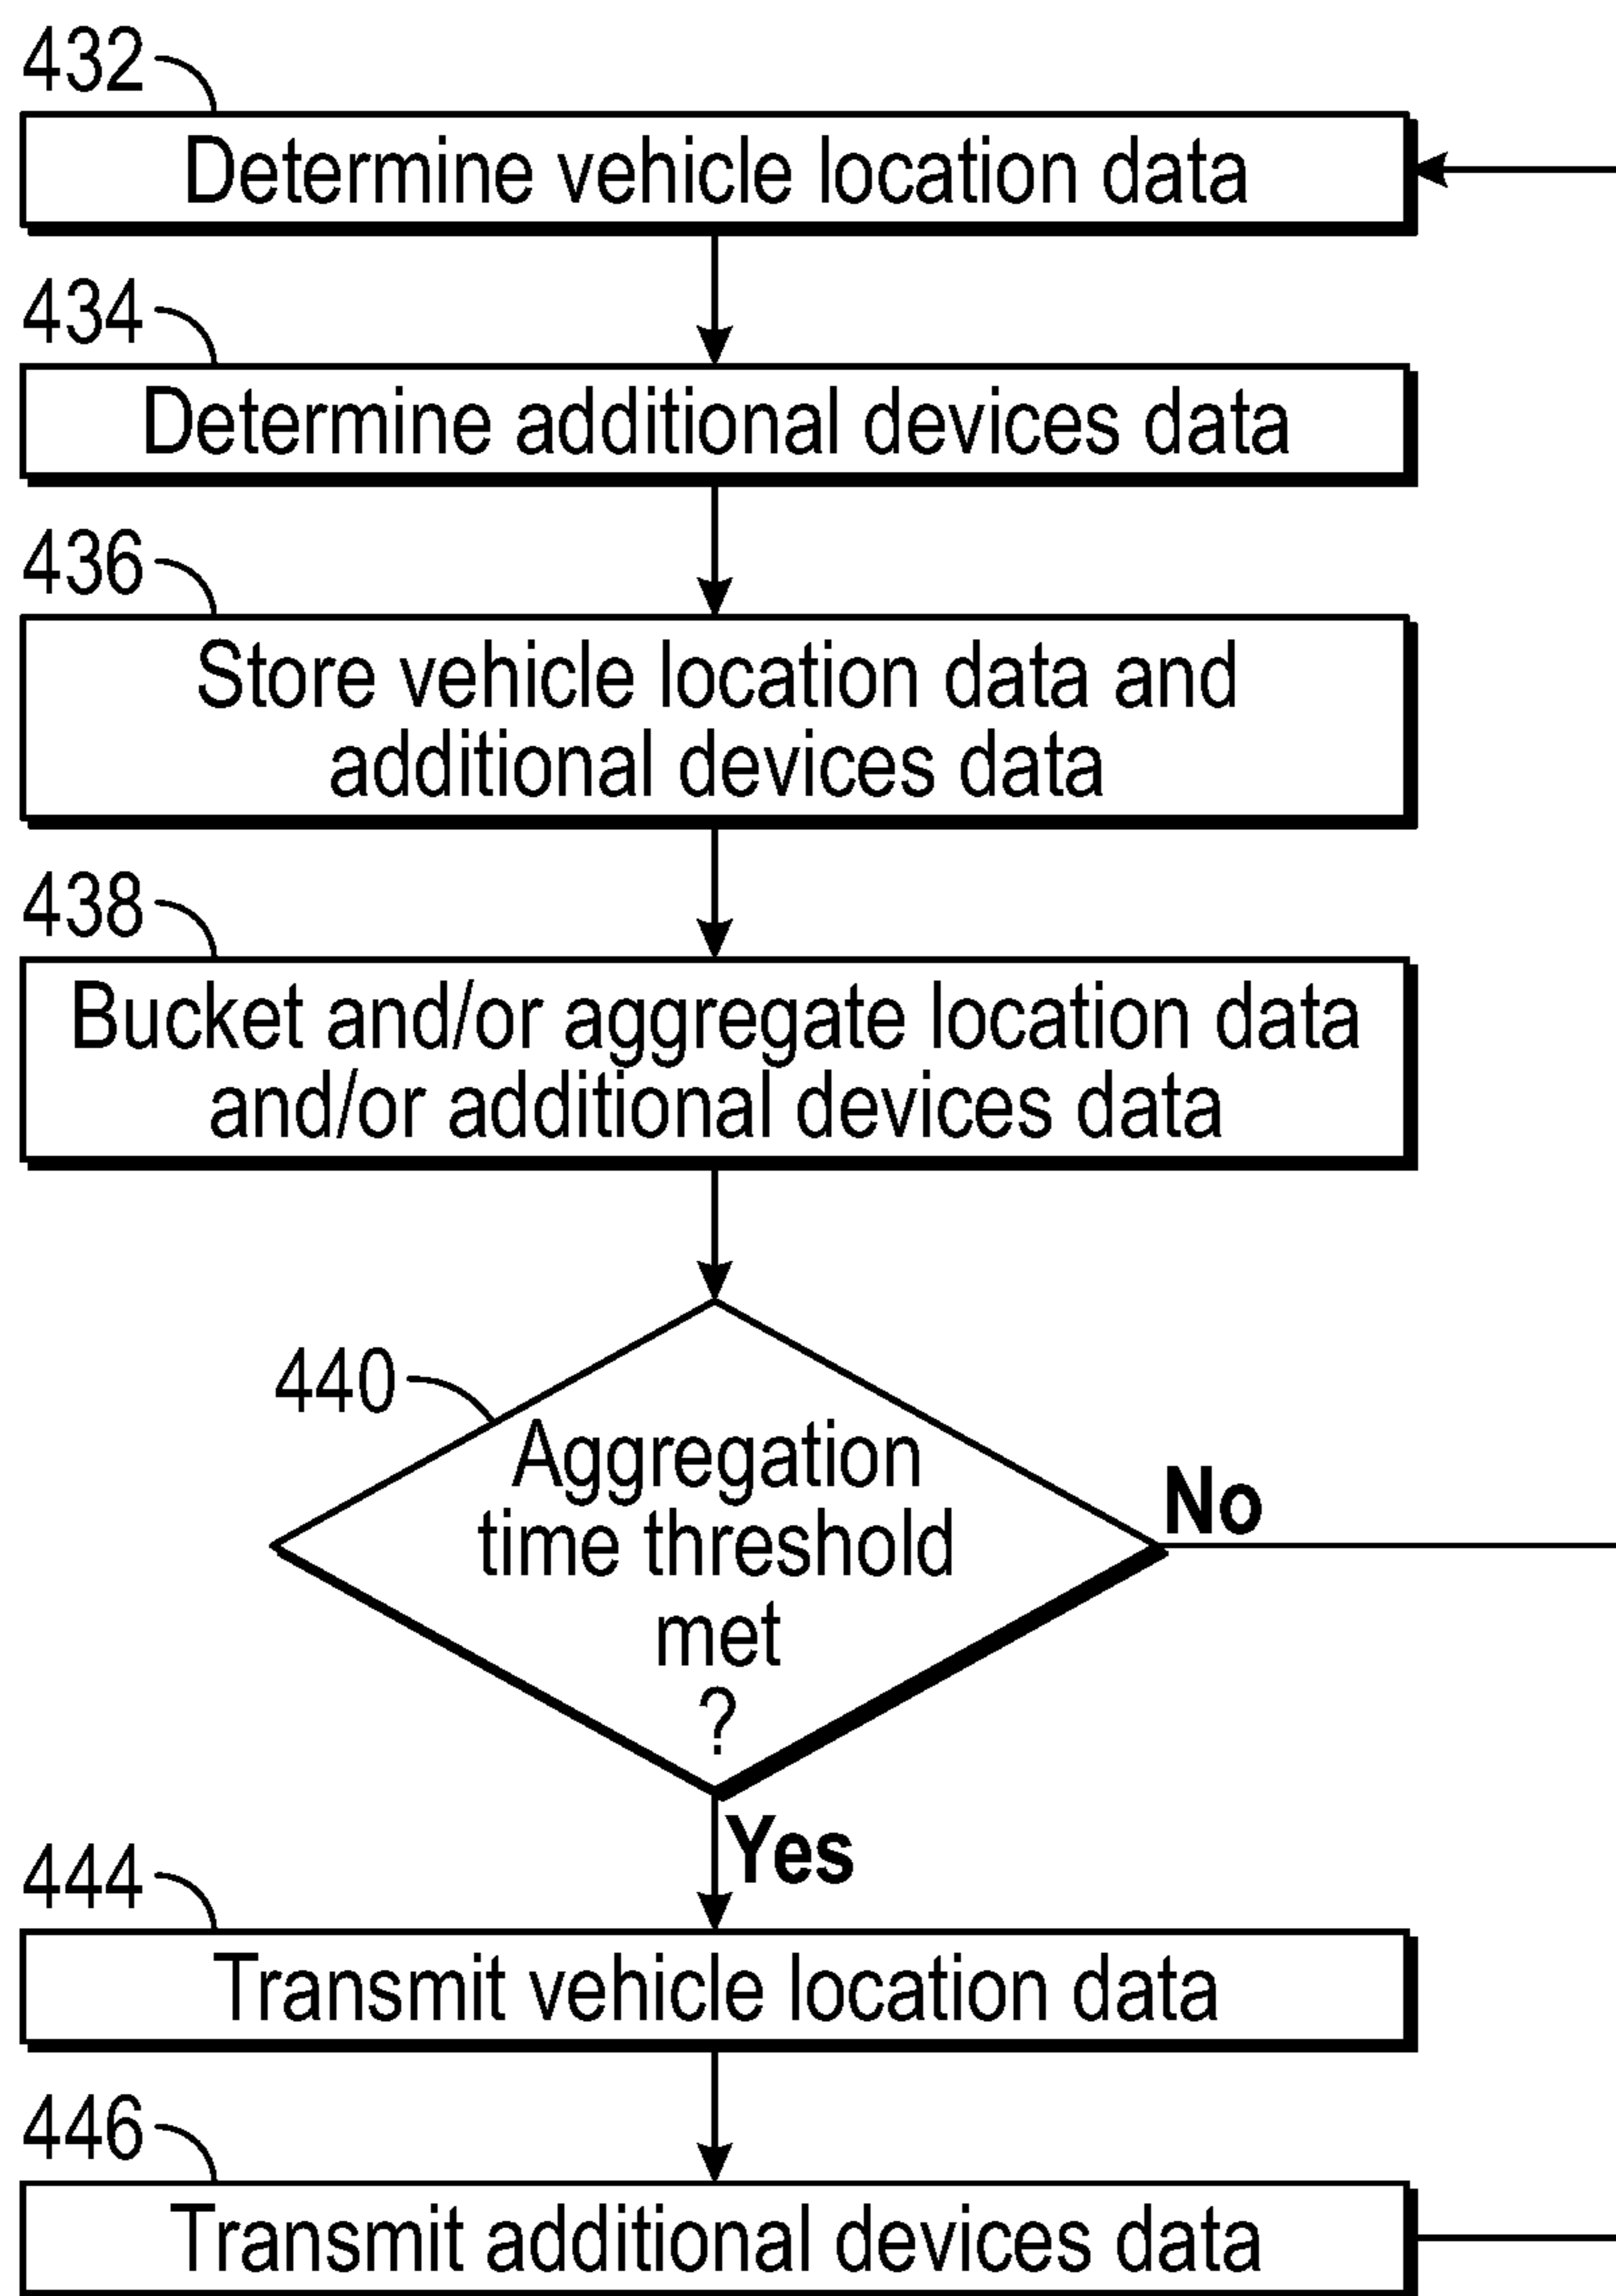 432
Determine vehicle location data
434
Determine additional devices data
436
Store vehicle location data and
additional devices data
438
Bucket and/or aggregate location data
and/or additional devices data
440
Aggregation
time threshold
met
?
No
Yes
444
Transmit vehicle location data
446
Transmit additional devices data